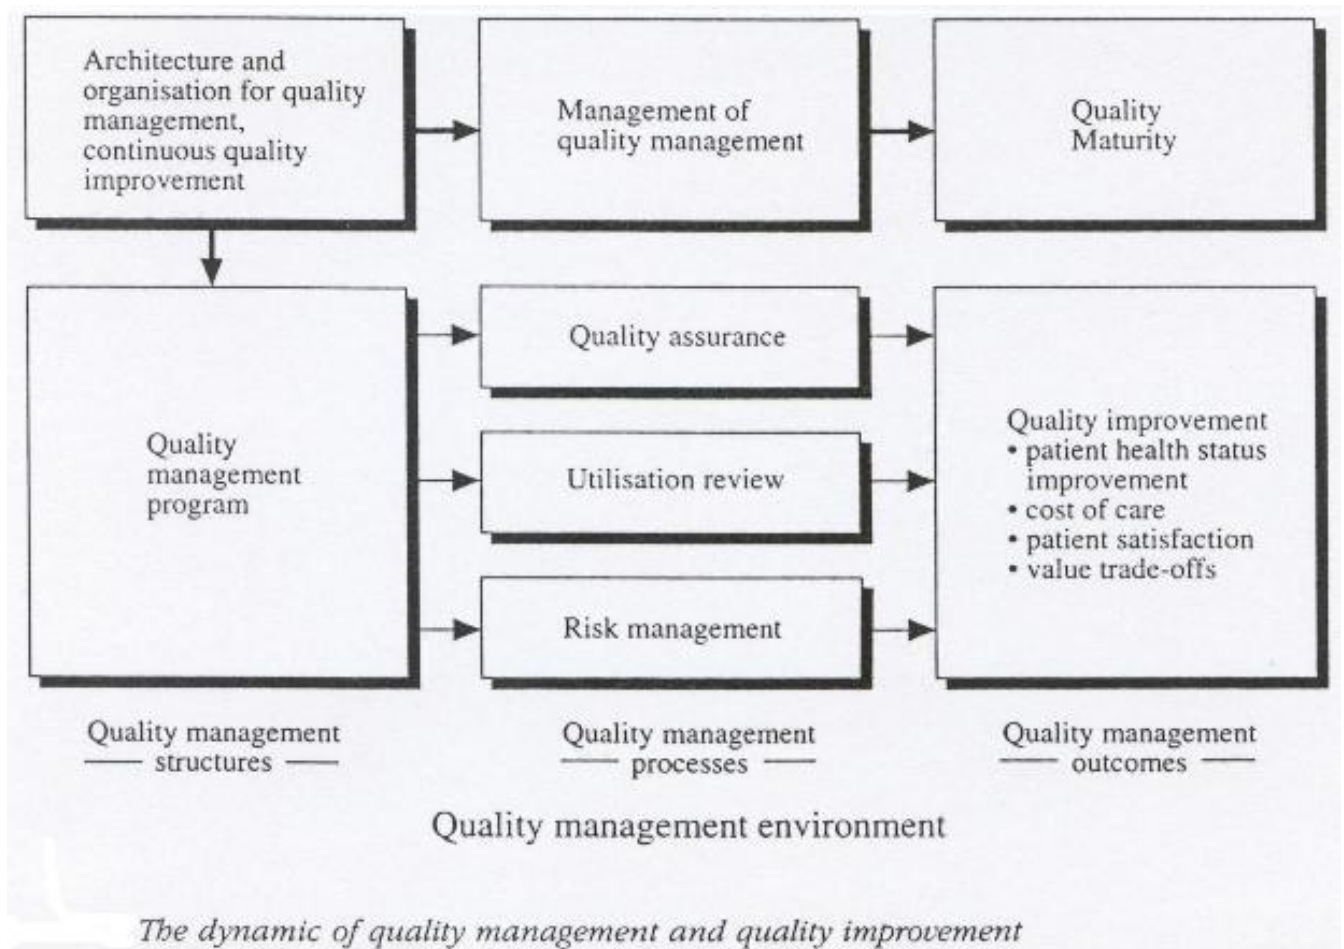 Architecture and
organisation for quality
management,
continuous quality
improvement
Management of
quality management
Quality
Maturity
Quality
management
program
Quality assurance
Utilisation review
Risk management
Quality improvement
• patient health status
improvement
• cost of care
• patient satisfaction
• value trade-offs
Quality management
structures
Quality management
processes
Quality management
outcomes
Quality management environment
The dynamic of quality management and quality improvement